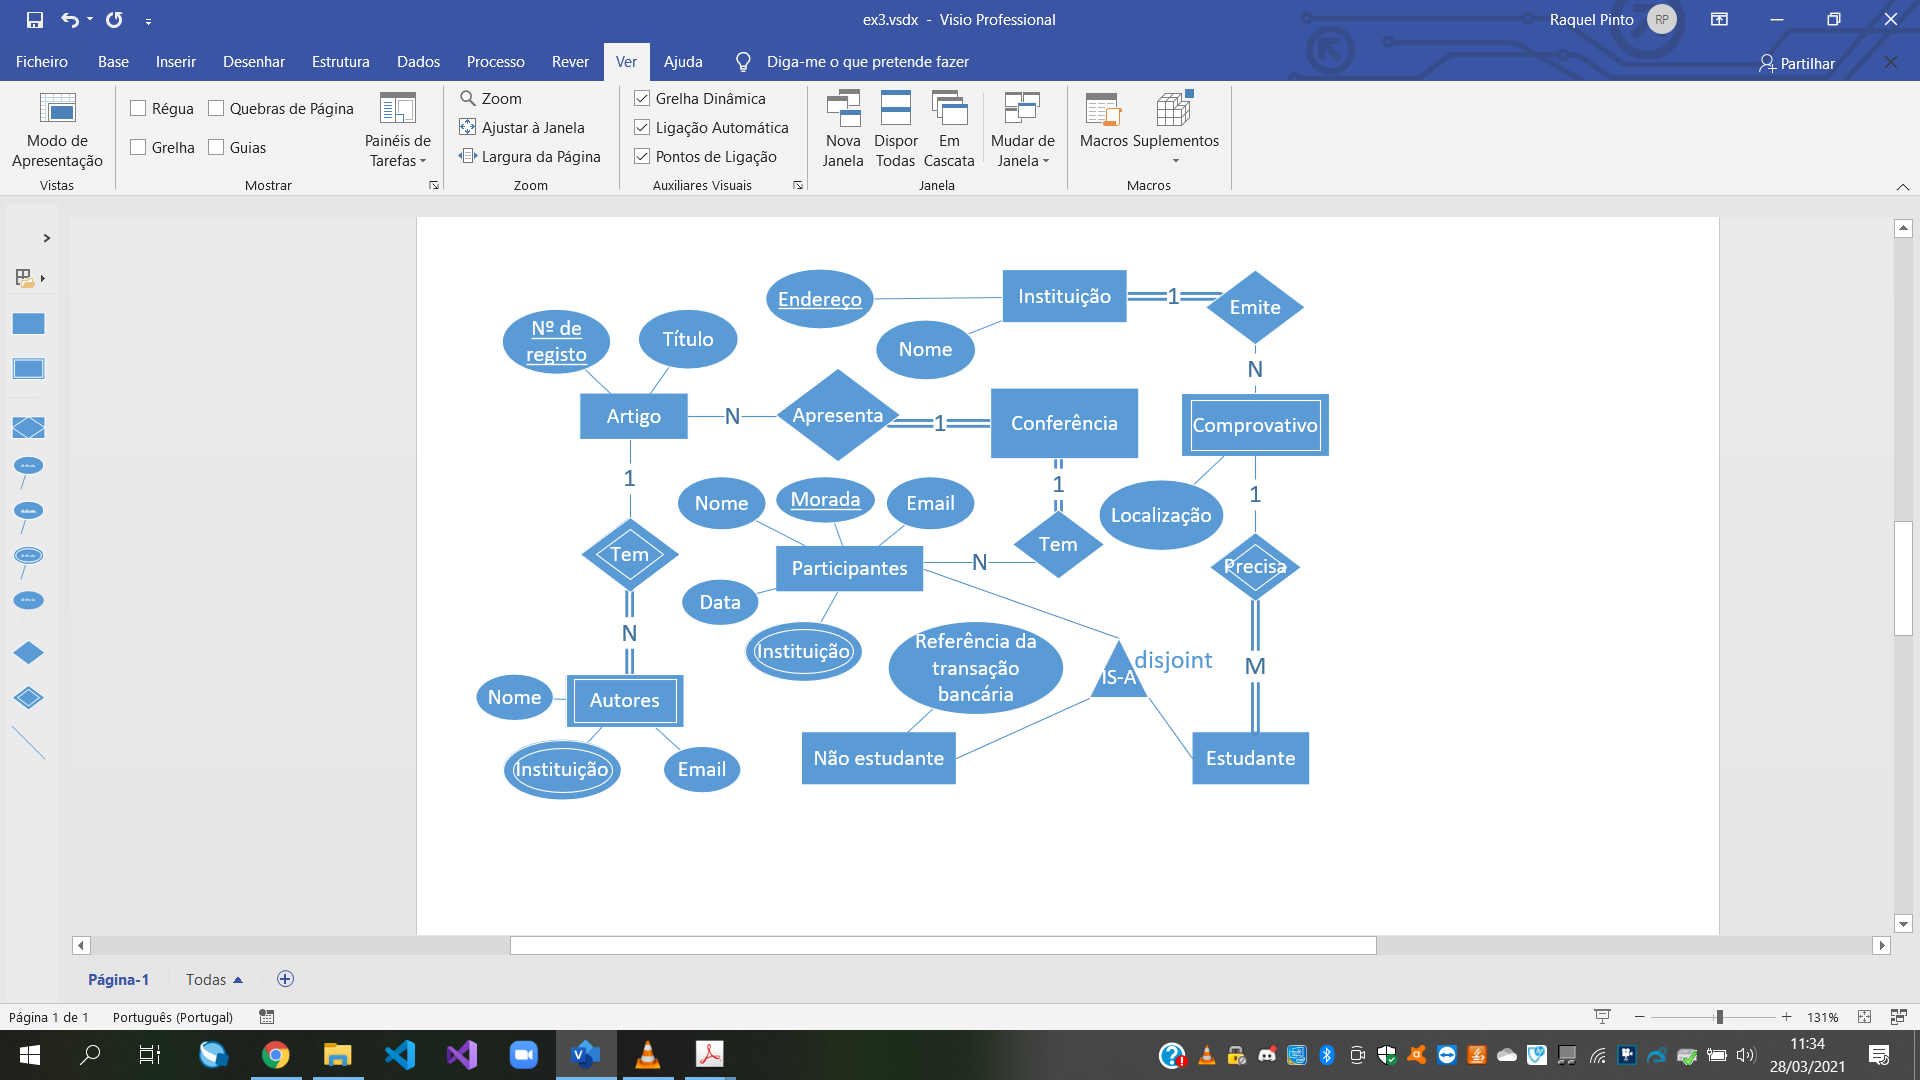 ex3.vsdx - Visio Professional
Raquel Pinto
RP
Ficheiro
Base
Inserir
Desenhar
Estrutura
Dados
Processo
Rever
Ver
Ajuda
Diga-me o que pretende fazer
Partilhar
Modo de
Apresentação
Vistas
Régua
Quebras de Página
Grelha
Guias
Painéis de
Tarefas
Mostrar
Zoom
Ajustar à Janela
Largura da Página
Zoom
Grelha Dinâmica
Ligação Automática
Pontos de Ligação
Auxiliares Visuais
Nova
Janela
Dispor
Todas
Em
Cascata
Mudar de
Janela
Janela
Macros
Suplementos
Macros
Endereço
Instituição
1
Emite
Nº de
registo
Título
Nome
N
Artigo
N
Apresenta
1
Conferência
Comprovativo
1
Nome
Morada
Email
1
Localização
1
Tem
Participantes
N
Tem
Precisa
Data
N
Instituição
Referência da
transação
bancária
disjoint
IS-A
M
Nome
Autores
Instituição
Email
Não estudante
Estudante
Página-1
Todas
Página 1 de 1
Português (Portugal)
131%
11:34
28/03/2021